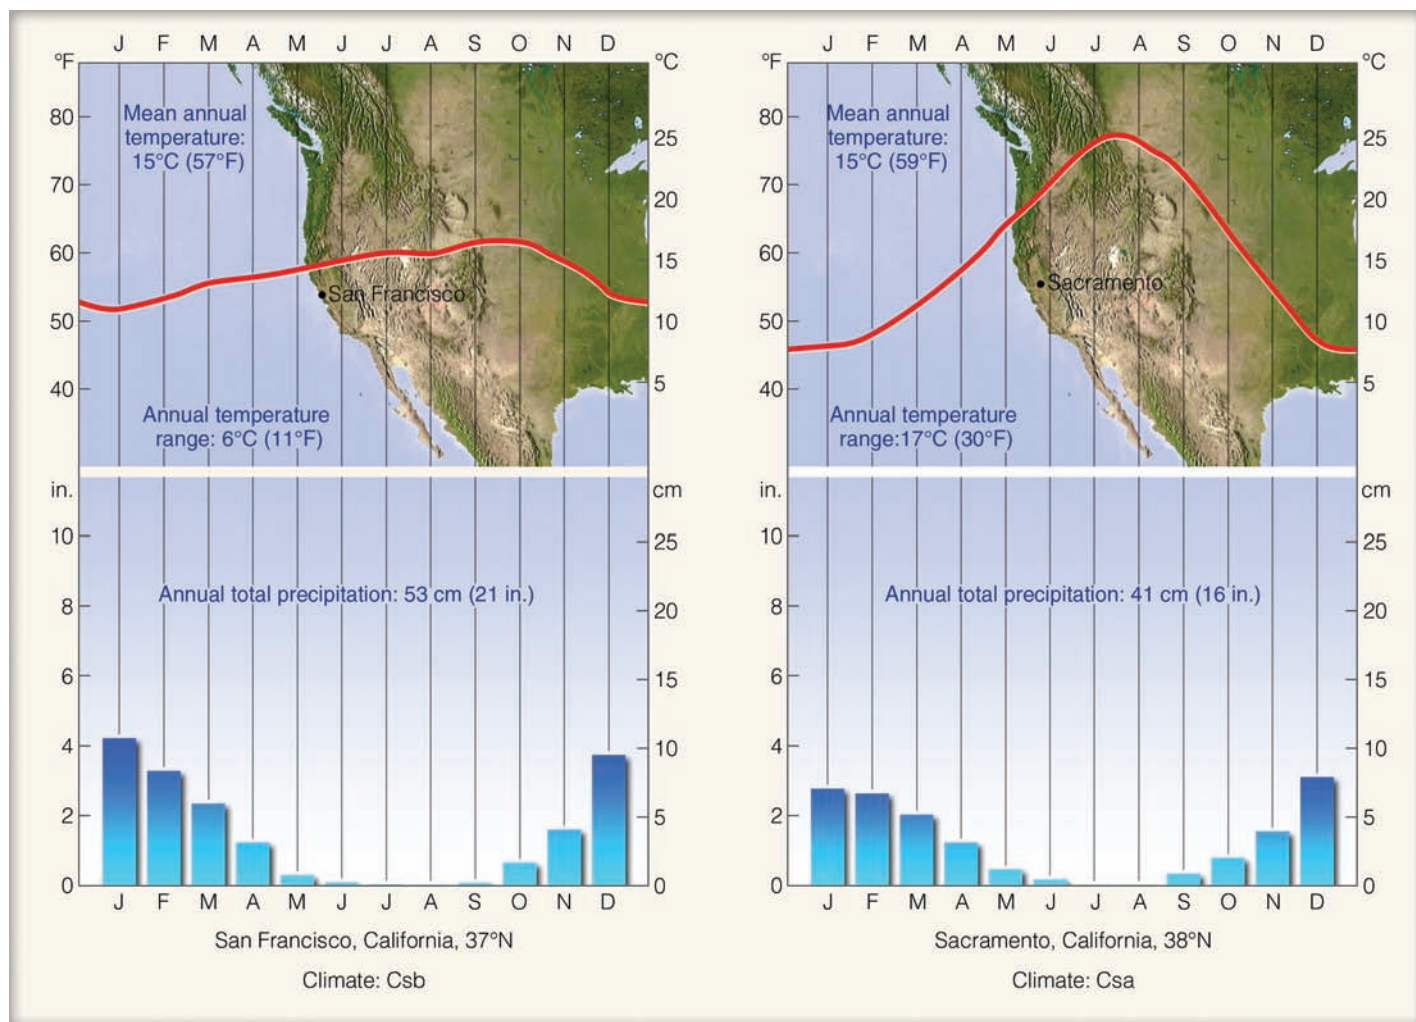 J F M A M J J A S O N D
°F °C
80
70
60
50
40
25
20
15
10
5
Mean annual
temperature:
15°C (57°F)
San Francisco
Annual temperature
range: 6°C (11°F)
in. cm
10
8
6
4
2
0
25
20
15
10
5
0
Annual total precipitation: 53 cm (21 in.)
J F M A M J J A S O N D
San Francisco, California, 37°N
Climate: Csb
J F M A M J J A S O N D
°F °C
80
70
60
50
40
25
20
15
10
5
Mean annual
temperature:
15°C (59°F)
Sacramento
Annual temperature
range:17°C (30°F)
in. cm
10
8
6
4
2
0
25
20
15
10
5
0
Annual total precipitation: 41 cm (16 in.)
J F M A M J J A S O N D
Sacramento, California, 38°N
Climate: Csa